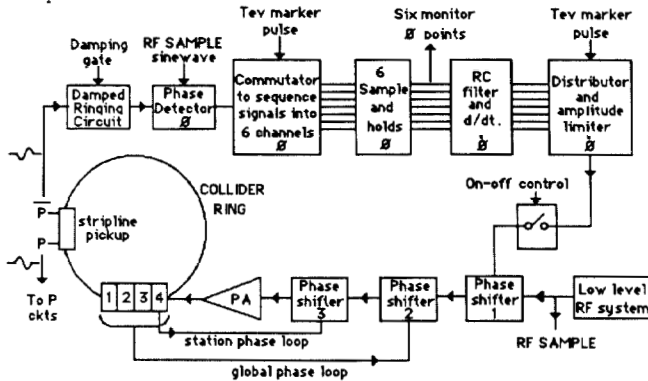 Tev marker
pulse
Six monitor
Ø points
Tev marker
pulse
Damping
gate
RF SAMPLE
sinewave
Damped
Ringing
Circuit
Phase
Detector
Ø
Commutator
to sequence
signals into
6 channels
Ø
6
Sample
and
holds
Ø
RC
filter
and
d/dt.
Ø
Distributor
and
amplitude
limiter
Ø
On-off control
COLLIDER
RING
P
stripline
pickup
P
To P
ckts
1 2 3 4
PA
Phase
shifter
3
Phase
shifter
2
Phase
shifter
1
Low level
RF system
station phase loop
RF SAMPLE
global phase loop